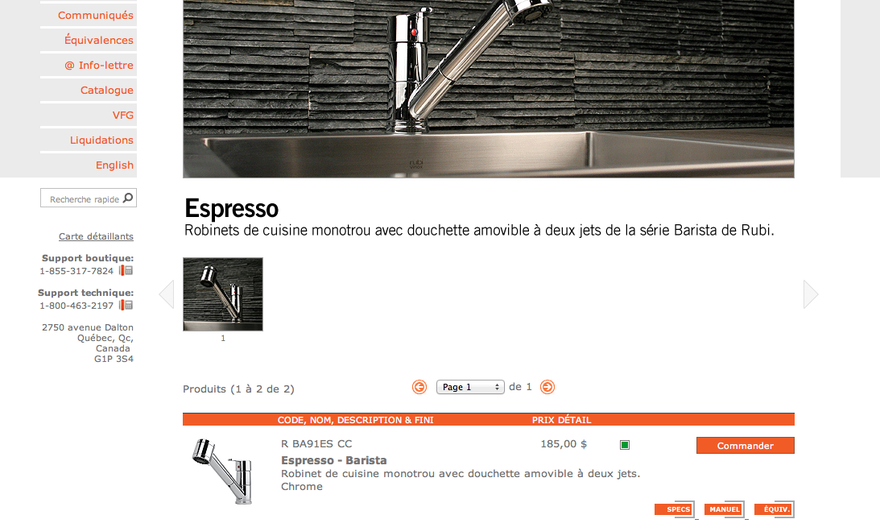 Communiqués
Équivalences
@ Info-lettre
Catalogue
VFG
Liquidations
English
Recherche rapide
Carte détaillants
Support boutique:
1-855-317-7824
Support technique:
1-800-463-2197
2750 avenue Dalton
Québec, Qc,
Canada
G1P 3S4
Espresso
Robinets de cuisine monotrou avec douchette amovible à deux jets de la série Barista de Rubi.
1
Produits (1 à 2 de 2)
Page 1 de 1
CODE, NOM, DESCRIPTION & FINI PRIX DÉTAIL
R BA91ES CC 185,00 $ Commander
Espresso - Barista
Robinet de cuisine monotrou avec douchette amovible à deux jets.
Chrome
SPECS MANUEL ÉQUIV.